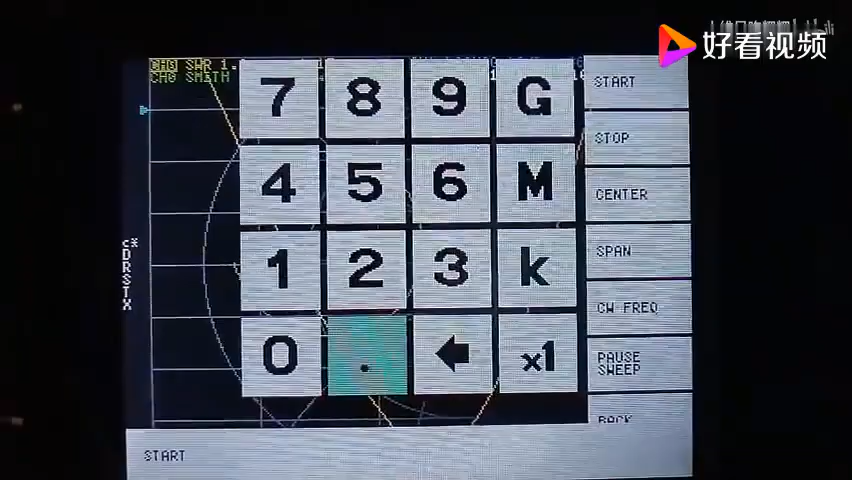 好看视频
CH0 SWR 1.
CH0 SMITH
7 8 9 G
4 5 6 M
1 2 3 k
0 . ← x1
START
STOP
CENTER
SPAN
CW FREQ
PAUSE
SWEEP
BACK
C*
D
R
S
T
X
START